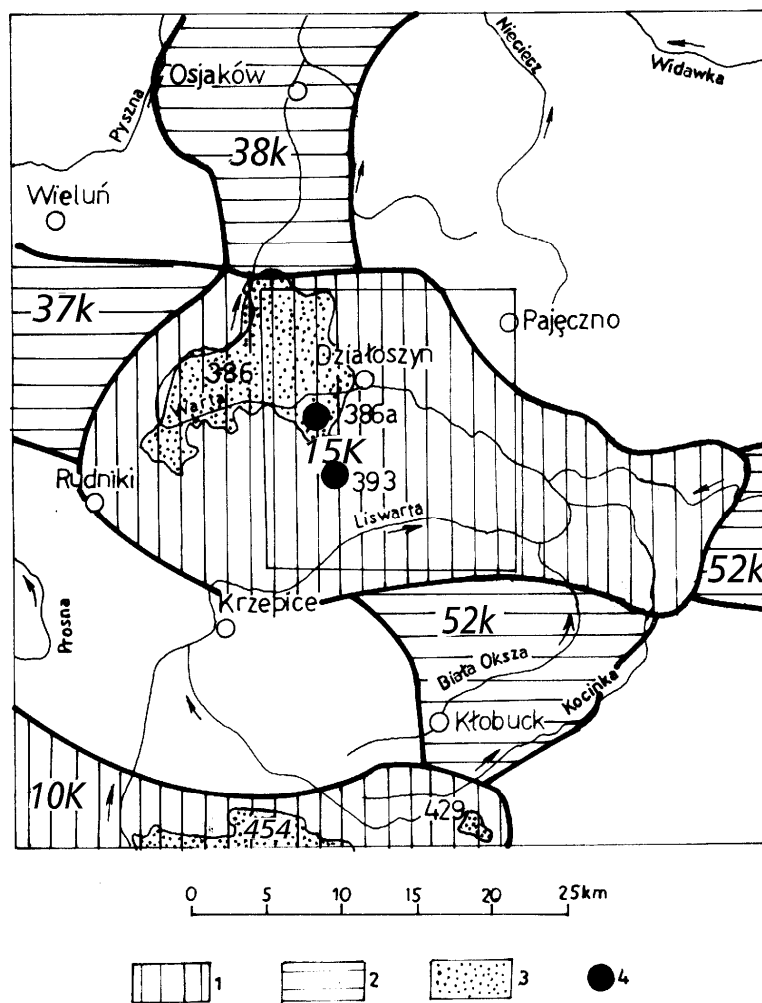 Nieciecz
Widawka
Osjaków
Pyszna
38k
Wieluń
37k
Pajęczno
Działoszyn
386
Warta
386a
15K
393
Rudniki
Liswarta
52k
Krzepice
52k
Prosna
Biała Oksza
Kocinka
Kłobuck
10K
454
429
0 5 10 15 20 25km
1 2 3 4